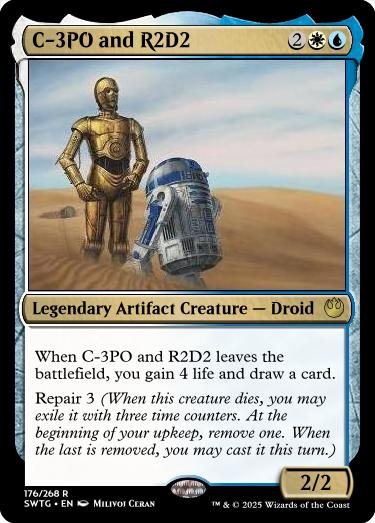 C-3PO and R2D2 2
Legendary Artifact Creature — Droid
When C-3PO and R2D2 leaves the
battlefield, you gain 4 life and draw a card.
Repair 3 (When this creature dies, you may
exile it with three time counters. At the
beginning of your upkeep, remove one. When
the last is removed, you may cast it this turn.)
2/2
176/268 R
SWTG • EN Milivoj Ceran ™ & © 2025 Wizards of the Coast